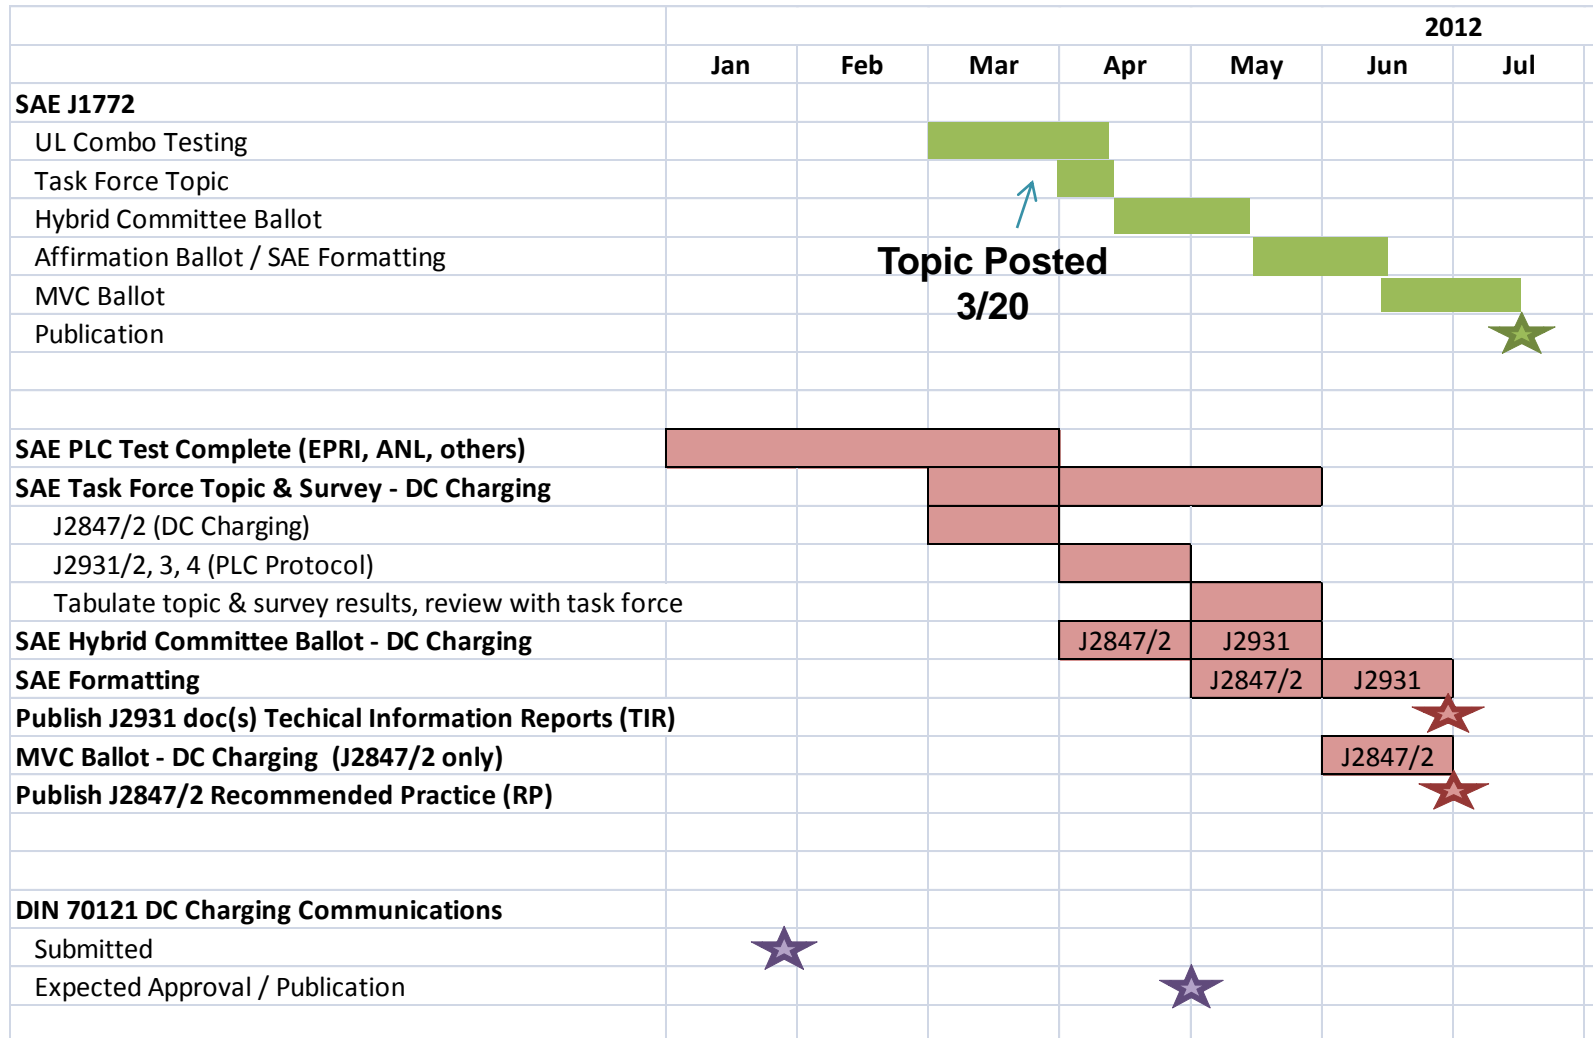 2012
Jan Feb Mar Apr May Jun Jul
SAE J1772
UL Combo Testing
Task Force Topic
Hybrid Committee Ballot
Affirmation Ballot / SAE Formatting
Topic Posted
MVC Ballot
3/20
Publication
SAE PLC Test Complete (EPRI, ANL, others)
SAE Task Force Topic & Survey - DC Charging
J2847/2 (DC Charging)
J2931/2, 3, 4 (PLC Protocol)
Tabulate topic & survey results, review with task force
SAE Hybrid Committee Ballot - DC Charging J2847/2 J2931
SAE Formatting J2847/2 J2931
Publish J2931 doc(s) Techical Information Reports (TIR)
MVC Ballot - DC Charging (J2847/2 only) J2847/2
Publish J2847/2 Recommended Practice (RP)
DIN 70121 DC Charging Communications
Submitted
Expected Approval / Publication